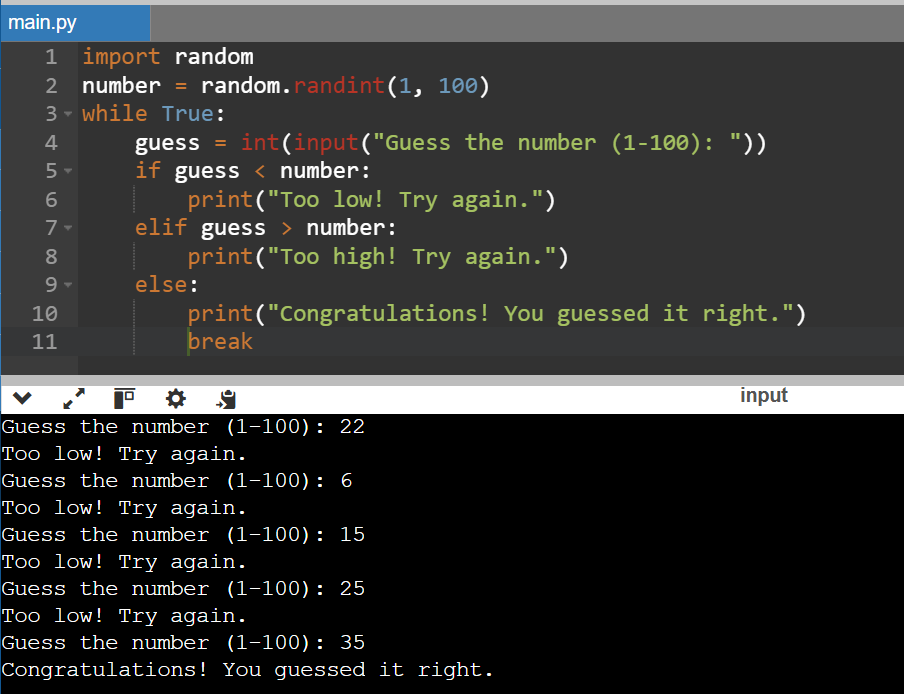 main.py
1 import random
2 number = random.randint(1, 100)
3 while True:
4     guess = int(input("Guess the number (1-100): "))
5     if guess < number:
6         print("Too low! Try again.")
7     elif guess > number:
8         print("Too high! Try again.")
9     else:
10         print("Congratulations! You guessed it right.")
11         break
input
Guess the number (1-100): 22
Too low! Try again.
Guess the number (1-100): 6
Too low! Try again.
Guess the number (1-100): 15
Too low! Try again.
Guess the number (1-100): 25
Too low! Try again.
Guess the number (1-100): 35
Congratulations! You guessed it right.